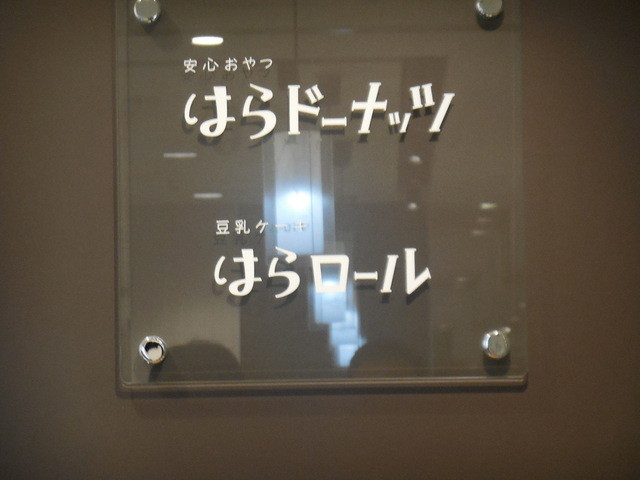 安心おやつ
はらドーナッツ
豆乳ケーキ
はらロール